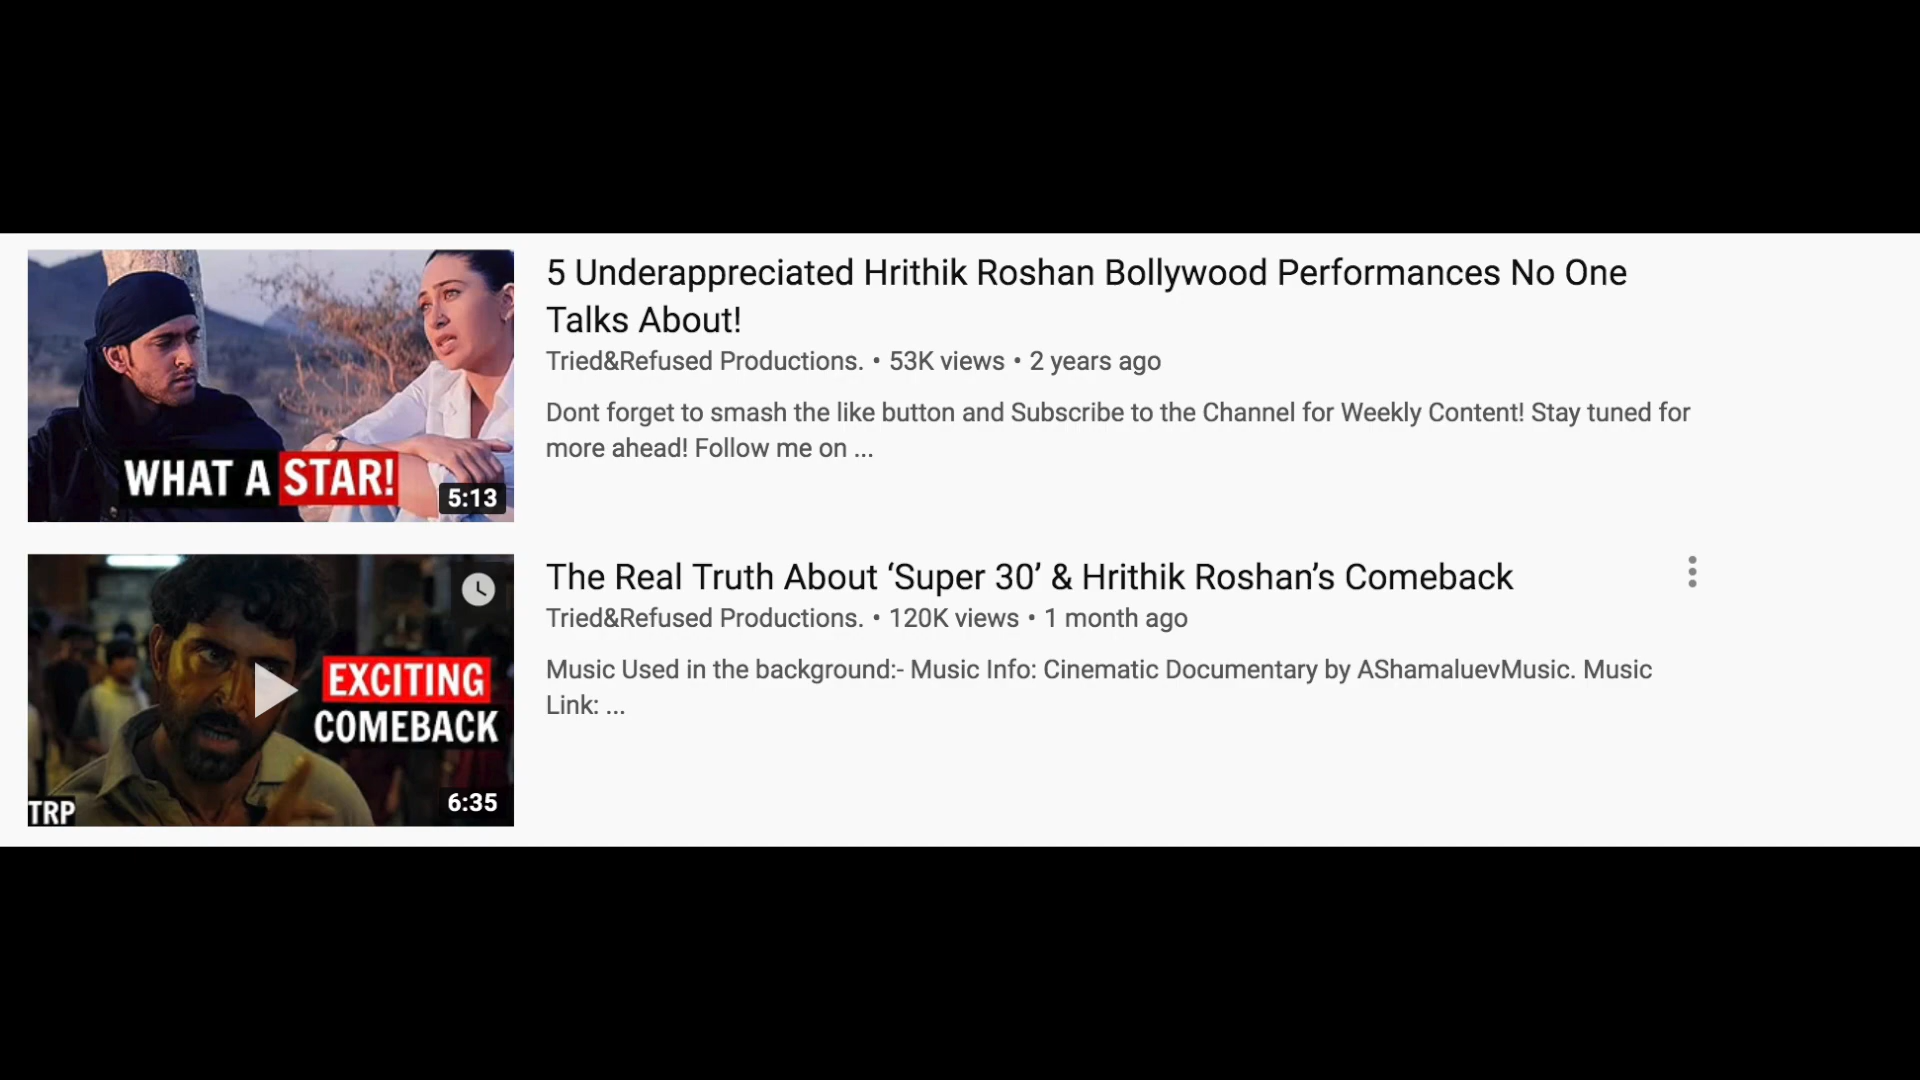 WHAT A STAR!
5:13
5 Underappreciated Hrithik Roshan Bollywood Performances No One
Talks About!
Tried&Refused Productions. • 53K views • 2 years ago
Dont forget to smash the like button and Subscribe to the Channel for Weekly Content! Stay tuned for
more ahead! Follow me on ...
EXCITING
COMEBACK
TRP
6:35
The Real Truth About ‘Super 30’ & Hrithik Roshan’s Comeback
Tried&Refused Productions. • 120K views • 1 month ago
Music Used in the background:- Music Info: Cinematic Documentary by AShamaluevMusic. Music
Link: ...